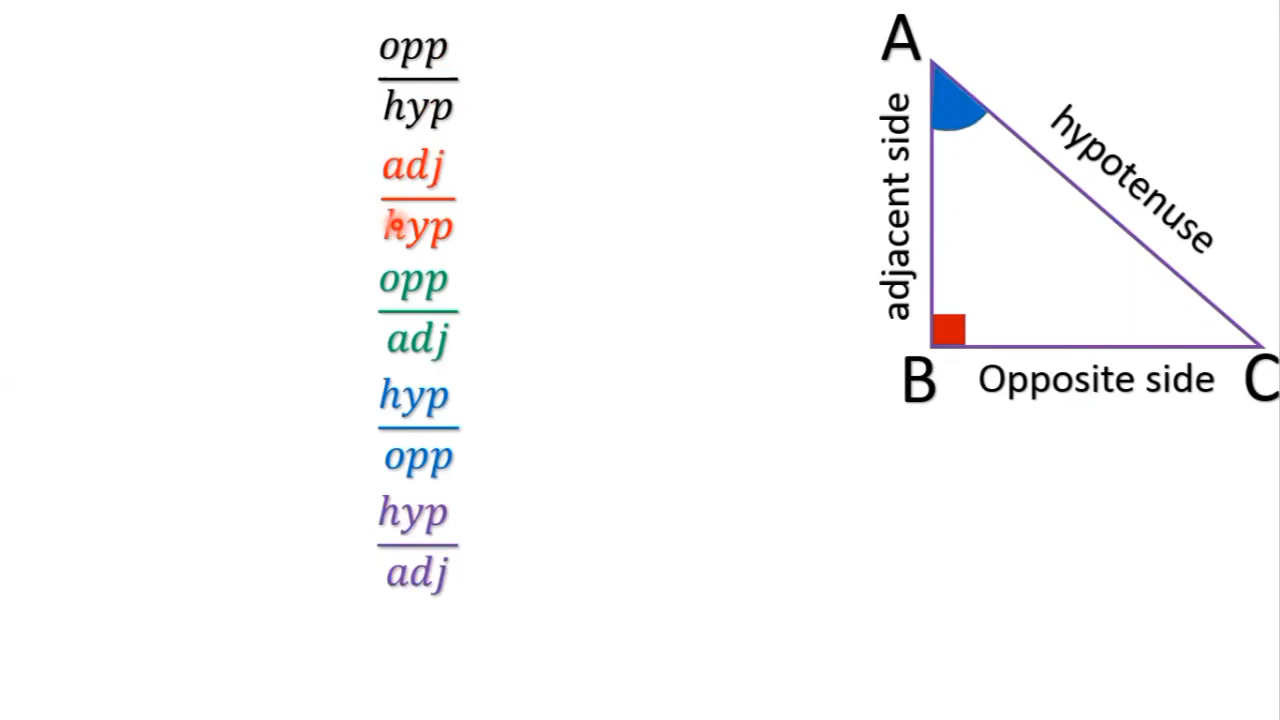 opp
hyp
adj
hyp
opp
adj
hyp
opp
hyp
adj
A
adjacent side
hypotenuse
B
Opposite side
C